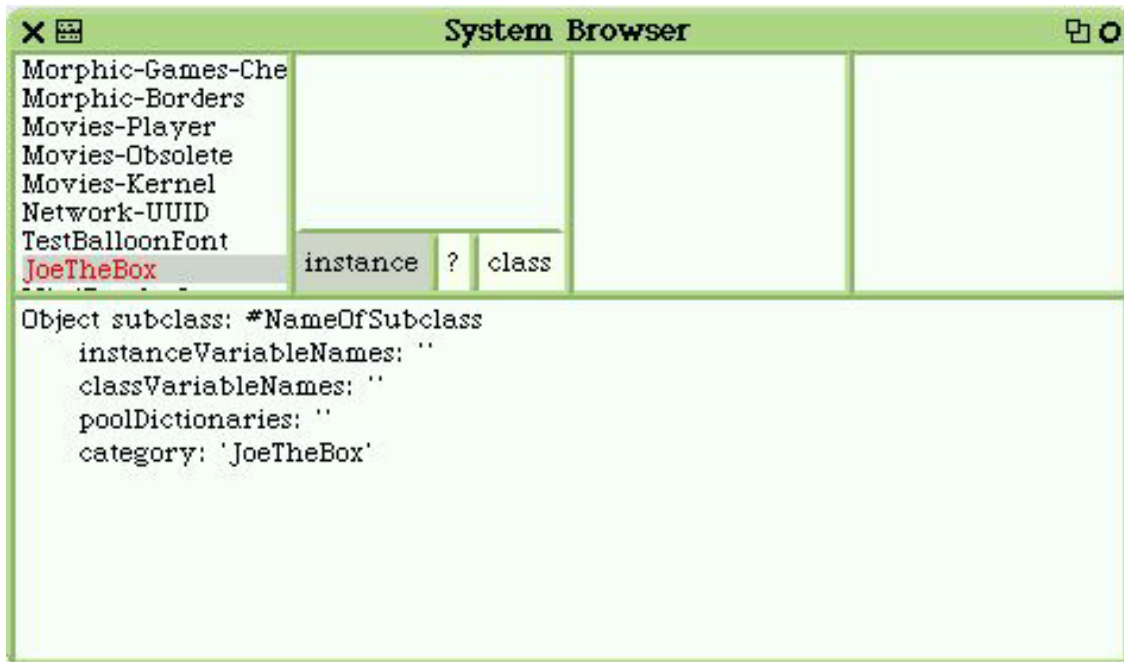 System Browser
Morphic-Games-Che
Morphic-Borders
Movies-Player
Movies-Obsolete
Movies-Kernel
Network-UUID
TestBalloonFont
JoeTheBox
instance ? class
Object subclass: #NameOfSubclass
instanceVariableNames: ''
classVariableNames: ''
poolDictionaries: ''
category: 'JoeTheBox'